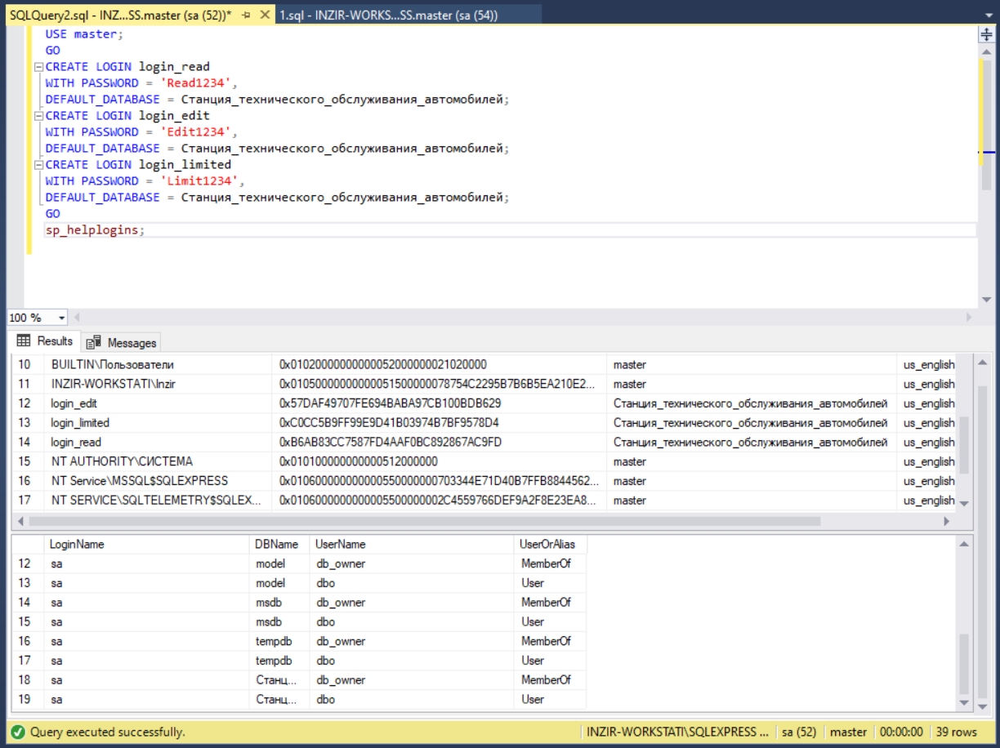 SQLQuery2.sql - INZ...SS.master (sa (52))* 1.sql - INZIR-WORKS...SS.master (sa (54))
USE master;
GO
CREATE LOGIN login_read
WITH PASSWORD = 'Read1234',
DEFAULT_DATABASE = Станция_технического_обслуживания_автомобилей;
CREATE LOGIN login_edit
WITH PASSWORD = 'Edit1234',
DEFAULT_DATABASE = Станция_технического_обслуживания_автомобилей;
CREATE LOGIN login_limited
WITH PASSWORD = 'Limit1234',
DEFAULT_DATABASE = Станция_технического_обслуживания_автомобилей;
GO
sp_helplogins;
100 %
Results Messages
10 BUILTIN\Пользователи 0x01020000000000052000000021020000 master us_english
11 INZIR-WORKSTATI\Inzir 0x010500000000000515000000078754C2295B7B6B5EA210E2... master us_english
12 login_edit 0x57DAF49707FE694BABA97CB100BDB629 Станция_технического_обслуживания_автомобилей us_english
13 login_limited 0xC0CC5B9FF99E9D41B03974B7BF9578D4 Станция_технического_обслуживания_автомобилей us_english
14 login_read 0xB6AB83CC7587FD4AAF0BC892867AC9FD Станция_технического_обслуживания_автомобилей us_english
15 NT AUTHORITY\СИСТЕМА 0x010100000000000512000000 master us_english
16 NT Service\MSSQL$SQLEXPRESS 0x010600000000000550000000703344E71D40B7FFB8844562... master us_english
17 NT SERVICE\SQLTELEMETRY$SQLEX... 0x010600000000000550000002C4559766DEF9A2F8E23EA8... master us_english
LoginName DBName UserName UserOrAlias
12 sa model db_owner MemberOf
13 sa model dbo User
14 sa msdb db_owner MemberOf
15 sa msdb dbo User
16 sa tempdb db_owner MemberOf
17 sa tempdb dbo User
18 sa Станц... db_owner MemberOf
19 sa Станц... dbo User
Query executed successfully. INZIR-WORKSTATI\SQLEXPRESS ... sa (52) master 00:00:00 39 rows